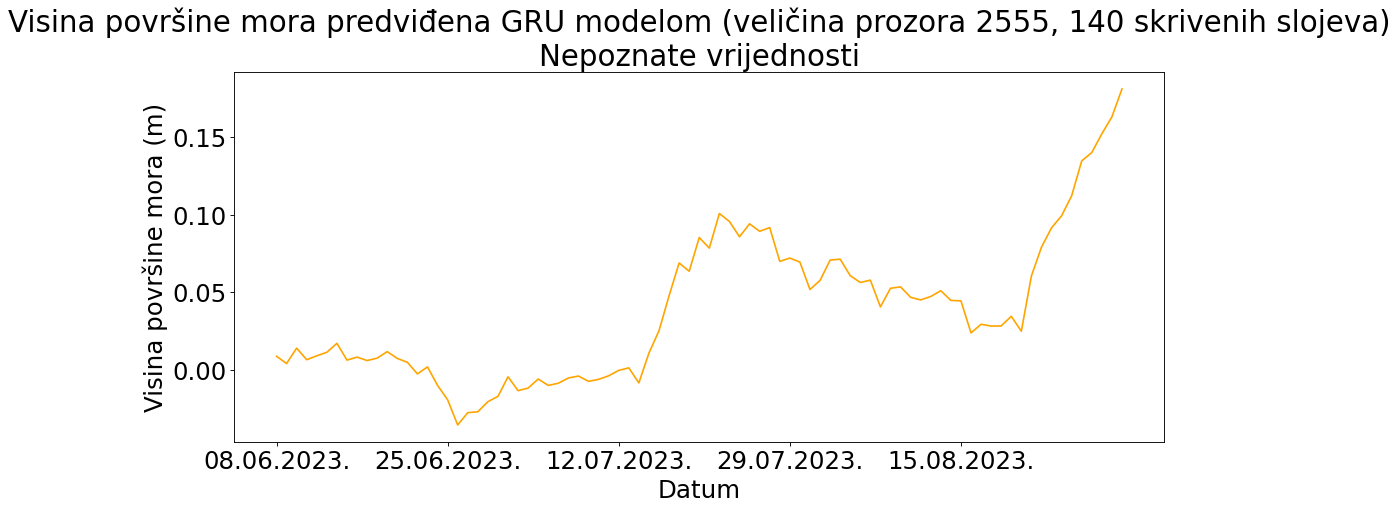 Visina površine mora predviđena GRU modelom (veličina prozora 2555, 140 skrivenih slojeva)
Nepoznate vrijednosti
Visina površine mora (m)
0.15
0.10
0.05
0.00
08.06.2023. 25.06.2023. 12.07.2023. 29.07.2023. 15.08.2023.
Datum